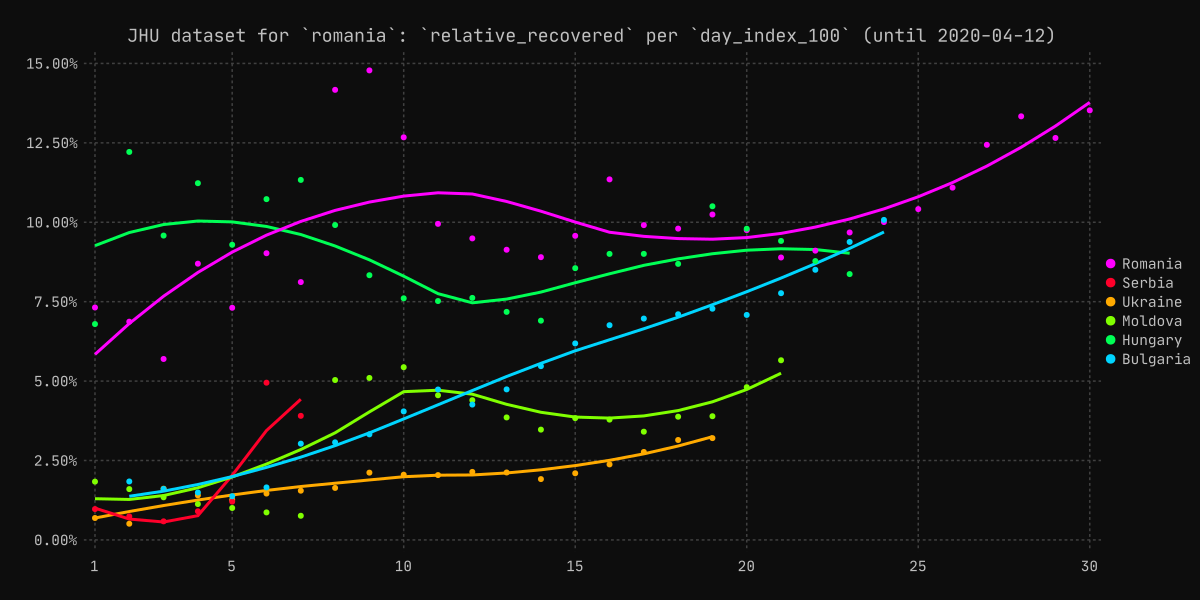 JHU dataset for `romania`: `relative_recovered` per `day_index_100` (until 2020-04-12)
15.00%
12.50%
10.00%
7.50%
5.00%
2.50%
0.00%
1 5 10 15 20 25 30
Romania
Serbia
Ukraine
Moldova
Hungary
Bulgaria